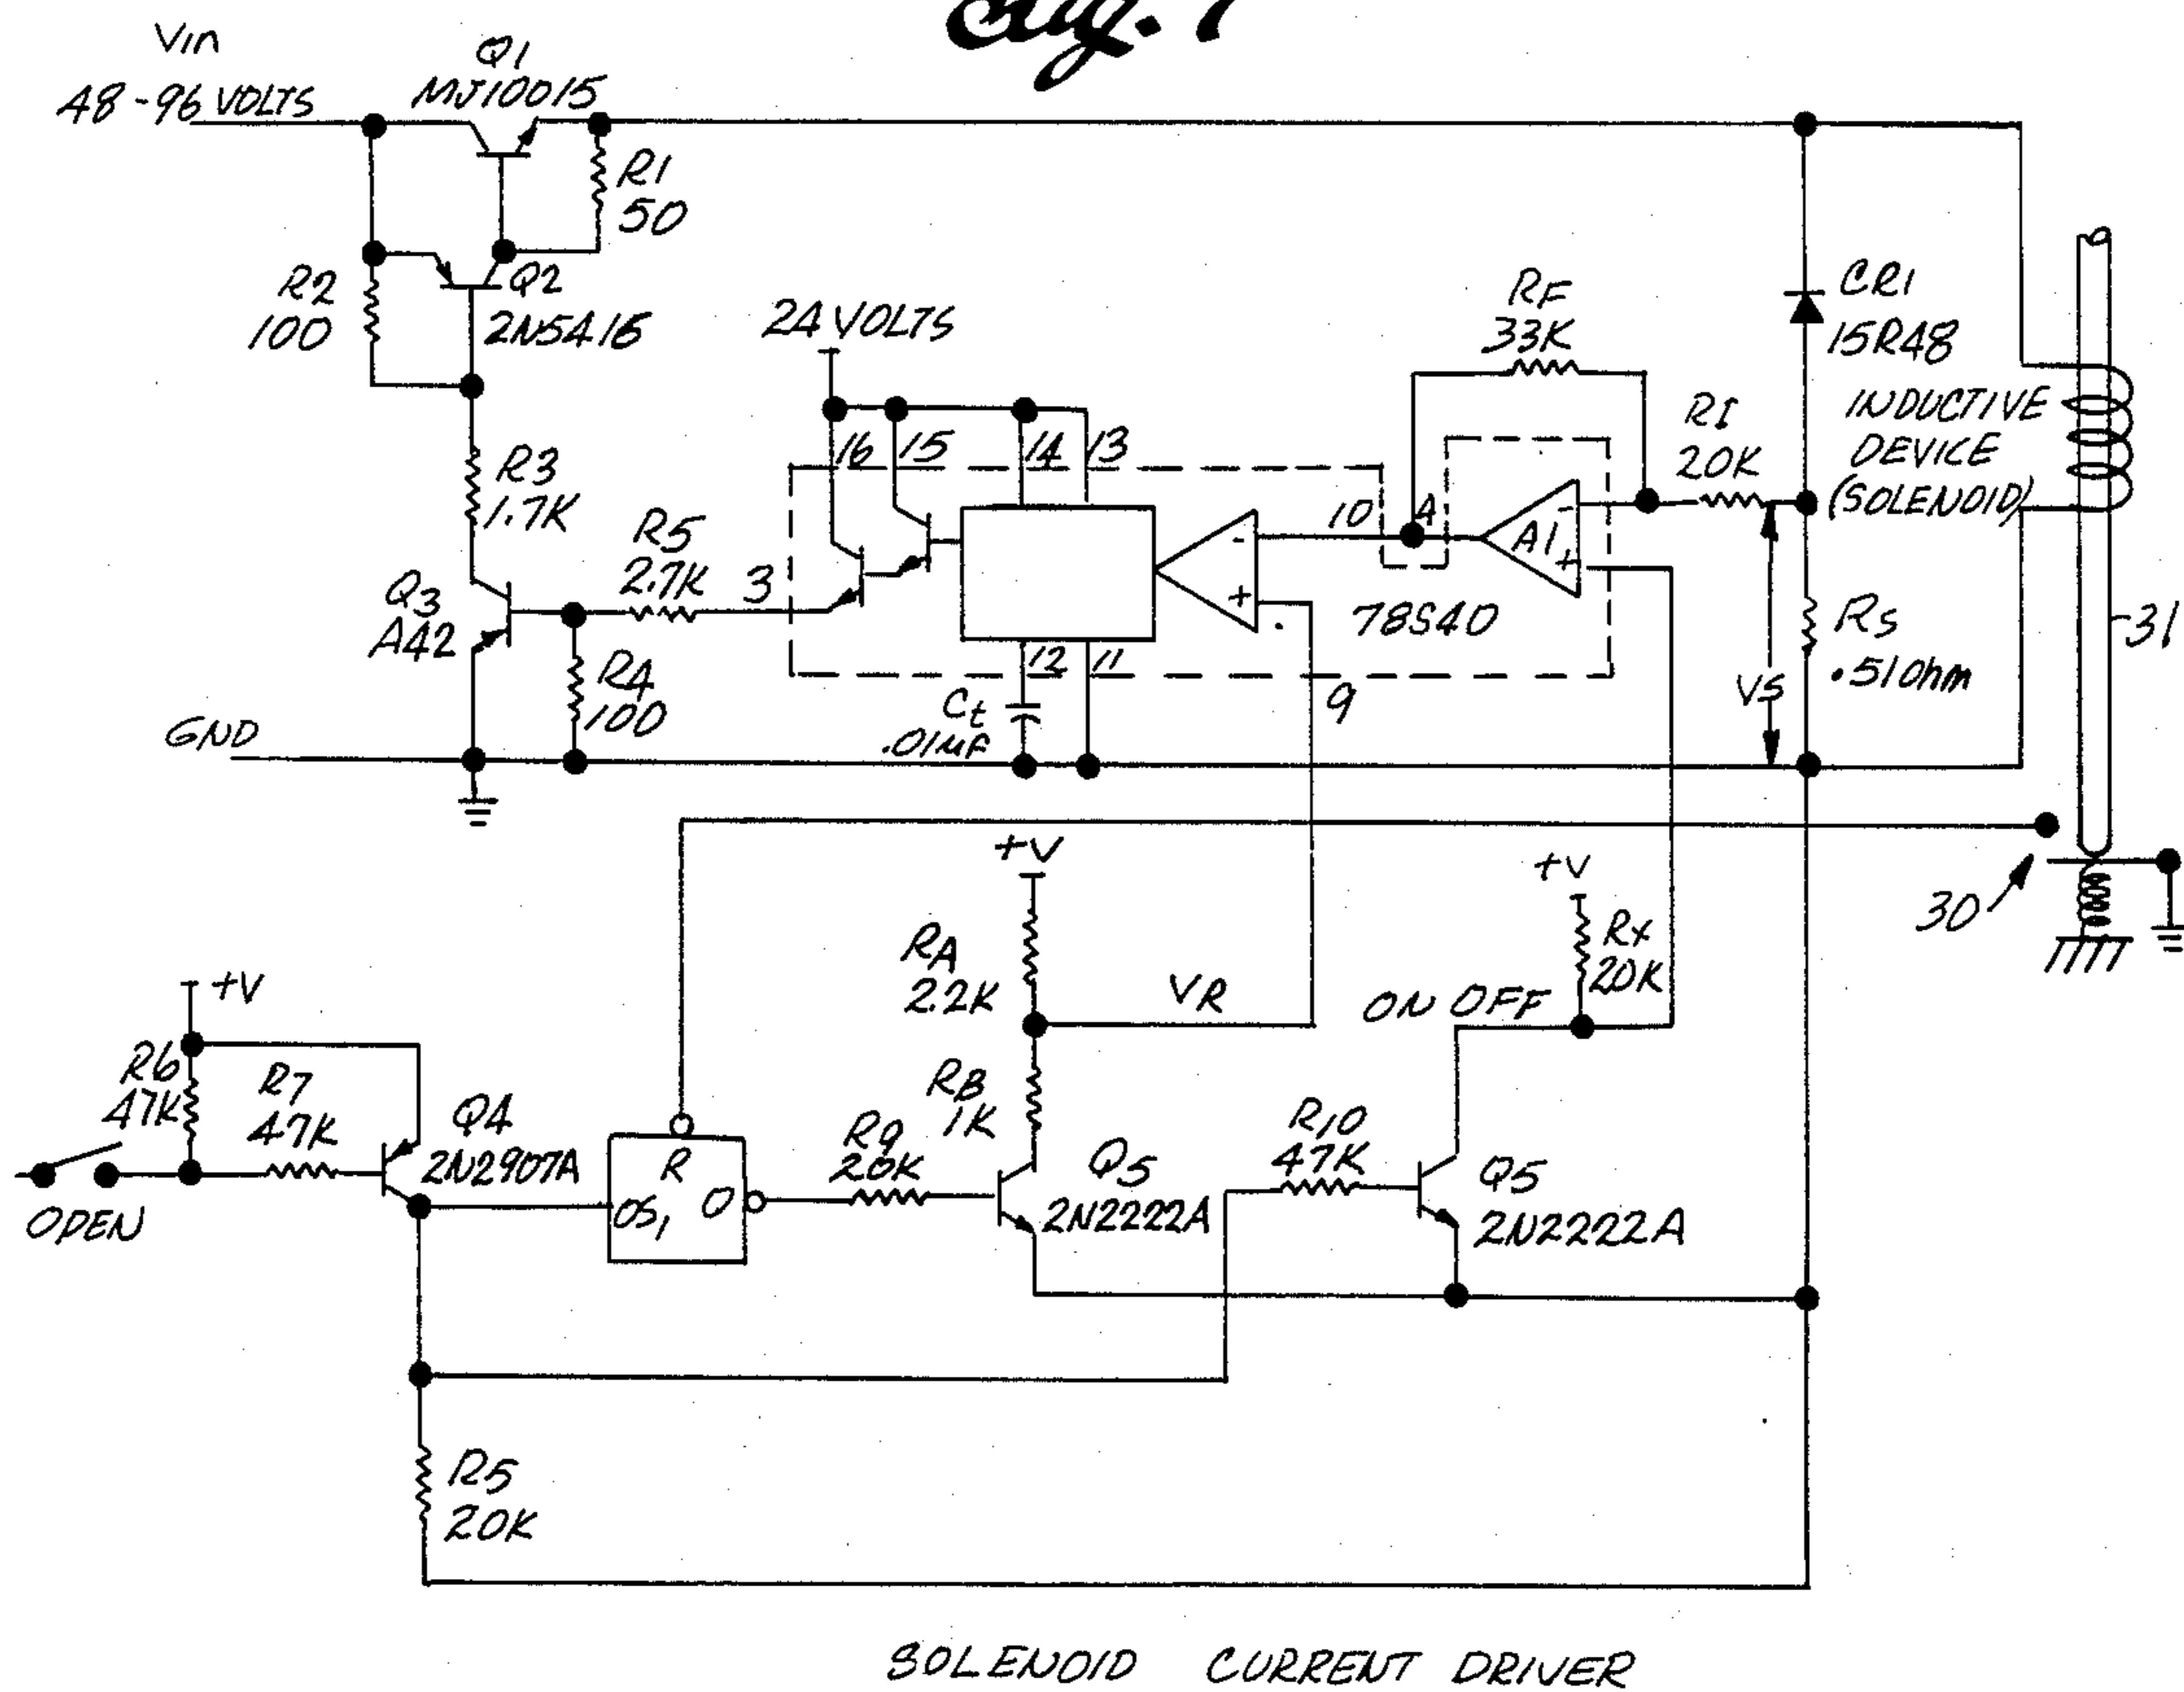 Fig. 1
Vin
48-96 VOLTS
Q1
MJ10015
R1
50
R2
100
Q2
2N5416
24 VOLTS
RF
33K
CR1
15R48
INDUCTIVE
DEVICE
(SOLENOID)
RI
20K
16 15 14 13
R3
1.7K
R5
2.7K
3
10 4
-
+
A1
-
+
78S40
Q3
A42
R4
100
12 11
9
Ct
.01MF
VS
RS
.51Ohm
31
GND
+V
+V
30
RA
2.2K
VR
ON OFF
RX
20K
+V
R6
47K
R7
47K
Q4
2N2907A
RB
1K
R
OS1
O
R9
20K
Q5
2N2222A
R10
47K
Q5
2N2222A
OPEN
R5
20K
SOLENOID CURRENT DRIVER